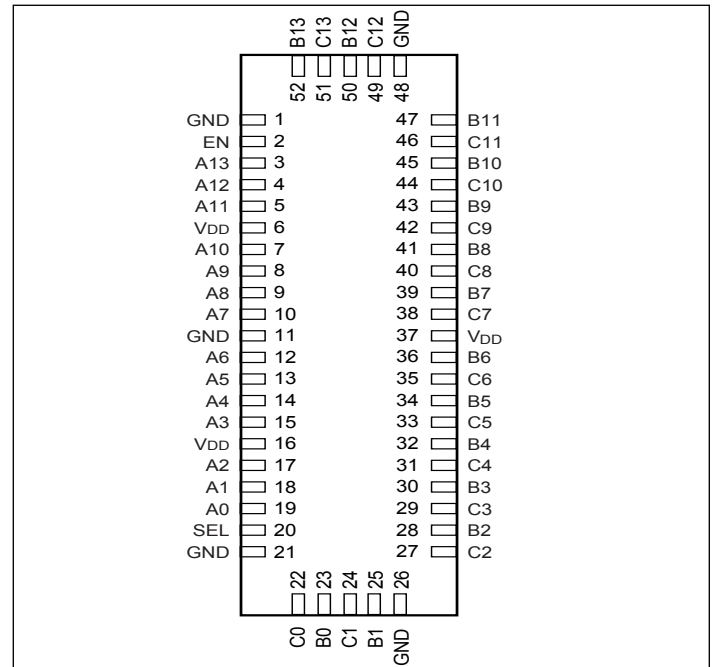 B13 C13 B12 C12 GND
52 51 50 49 48
GND 1 47 B11
EN 2 46 C11
A13 3 45 B10
A12 4 44 C10
A11 5 43 B9
VDD 6 42 C9
A10 7 41 B8
A9 8 40 C8
A8 9 39 B7
A7 10 38 C7
GND 11 37 VDD
A6 12 36 B6
A5 13 35 C6
A4 14 34 B5
A3 15 33 C5
VDD 16 32 B4
A2 17 31 C4
A1 18 30 B3
A0 19 29 C3
SEL 20 28 B2
GND 21 27 C2
22 23 24 25 26
C0 B0 C1 B1 GND